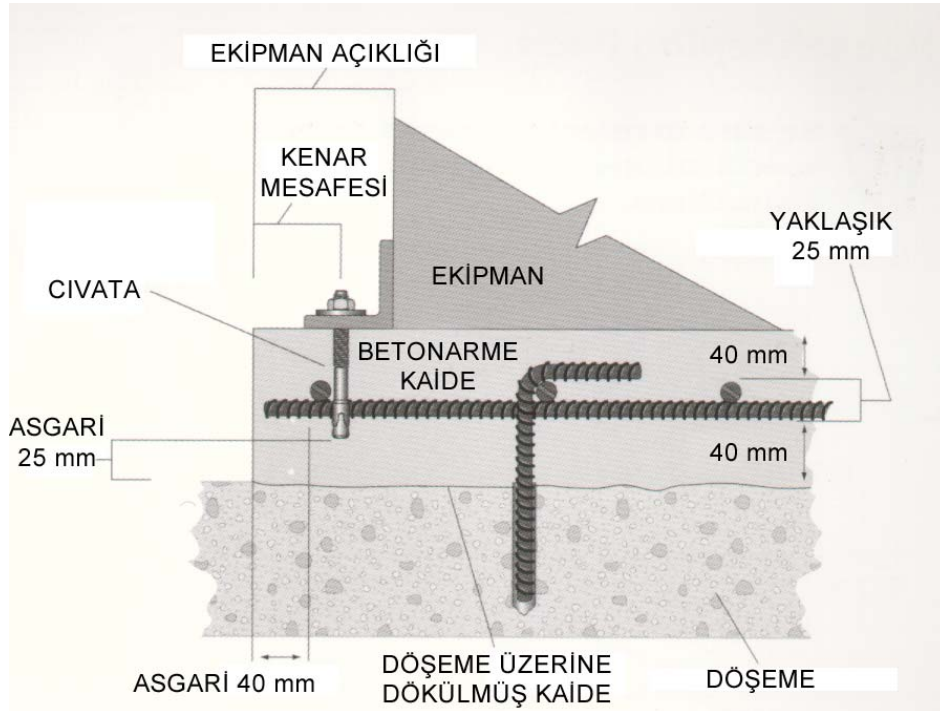 EKİPMAN AÇIKLIĞI
KENAR
MESAFESİ
YAKLAŞIK
25 mm
CIVATA
EKİPMAN
BETONARME
KAİDE
40 mm
ASGARİ
25 mm
40 mm
ASGARİ 40 mm
DÖŞEME ÜZERİNE
DÖKÜLMÜŞ KAİDE
DÖŞEME